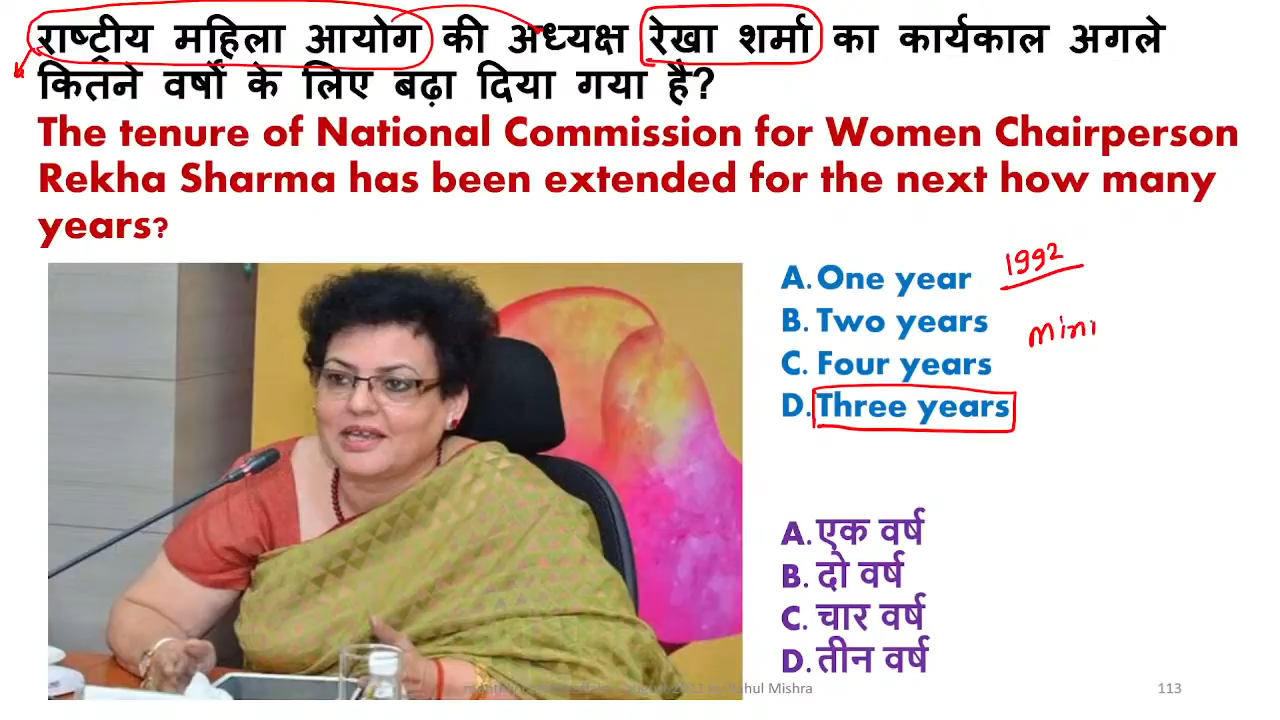 राष्ट्रीय महिला आयोग की अध्यक्ष रेखा शर्मा का कार्यकाल अगले
कितने वर्षों के लिए बढ़ा दिया गया है?
The tenure of National Commission for Women Chairperson
Rekha Sharma has been extended for the next how many
years?
A. One year
1992
B. Two years
mini
C. Four years
D. Three years
A. एक वर्ष
B. दो वर्ष
C. चार वर्ष
D. तीन वर्ष
Mishra
113